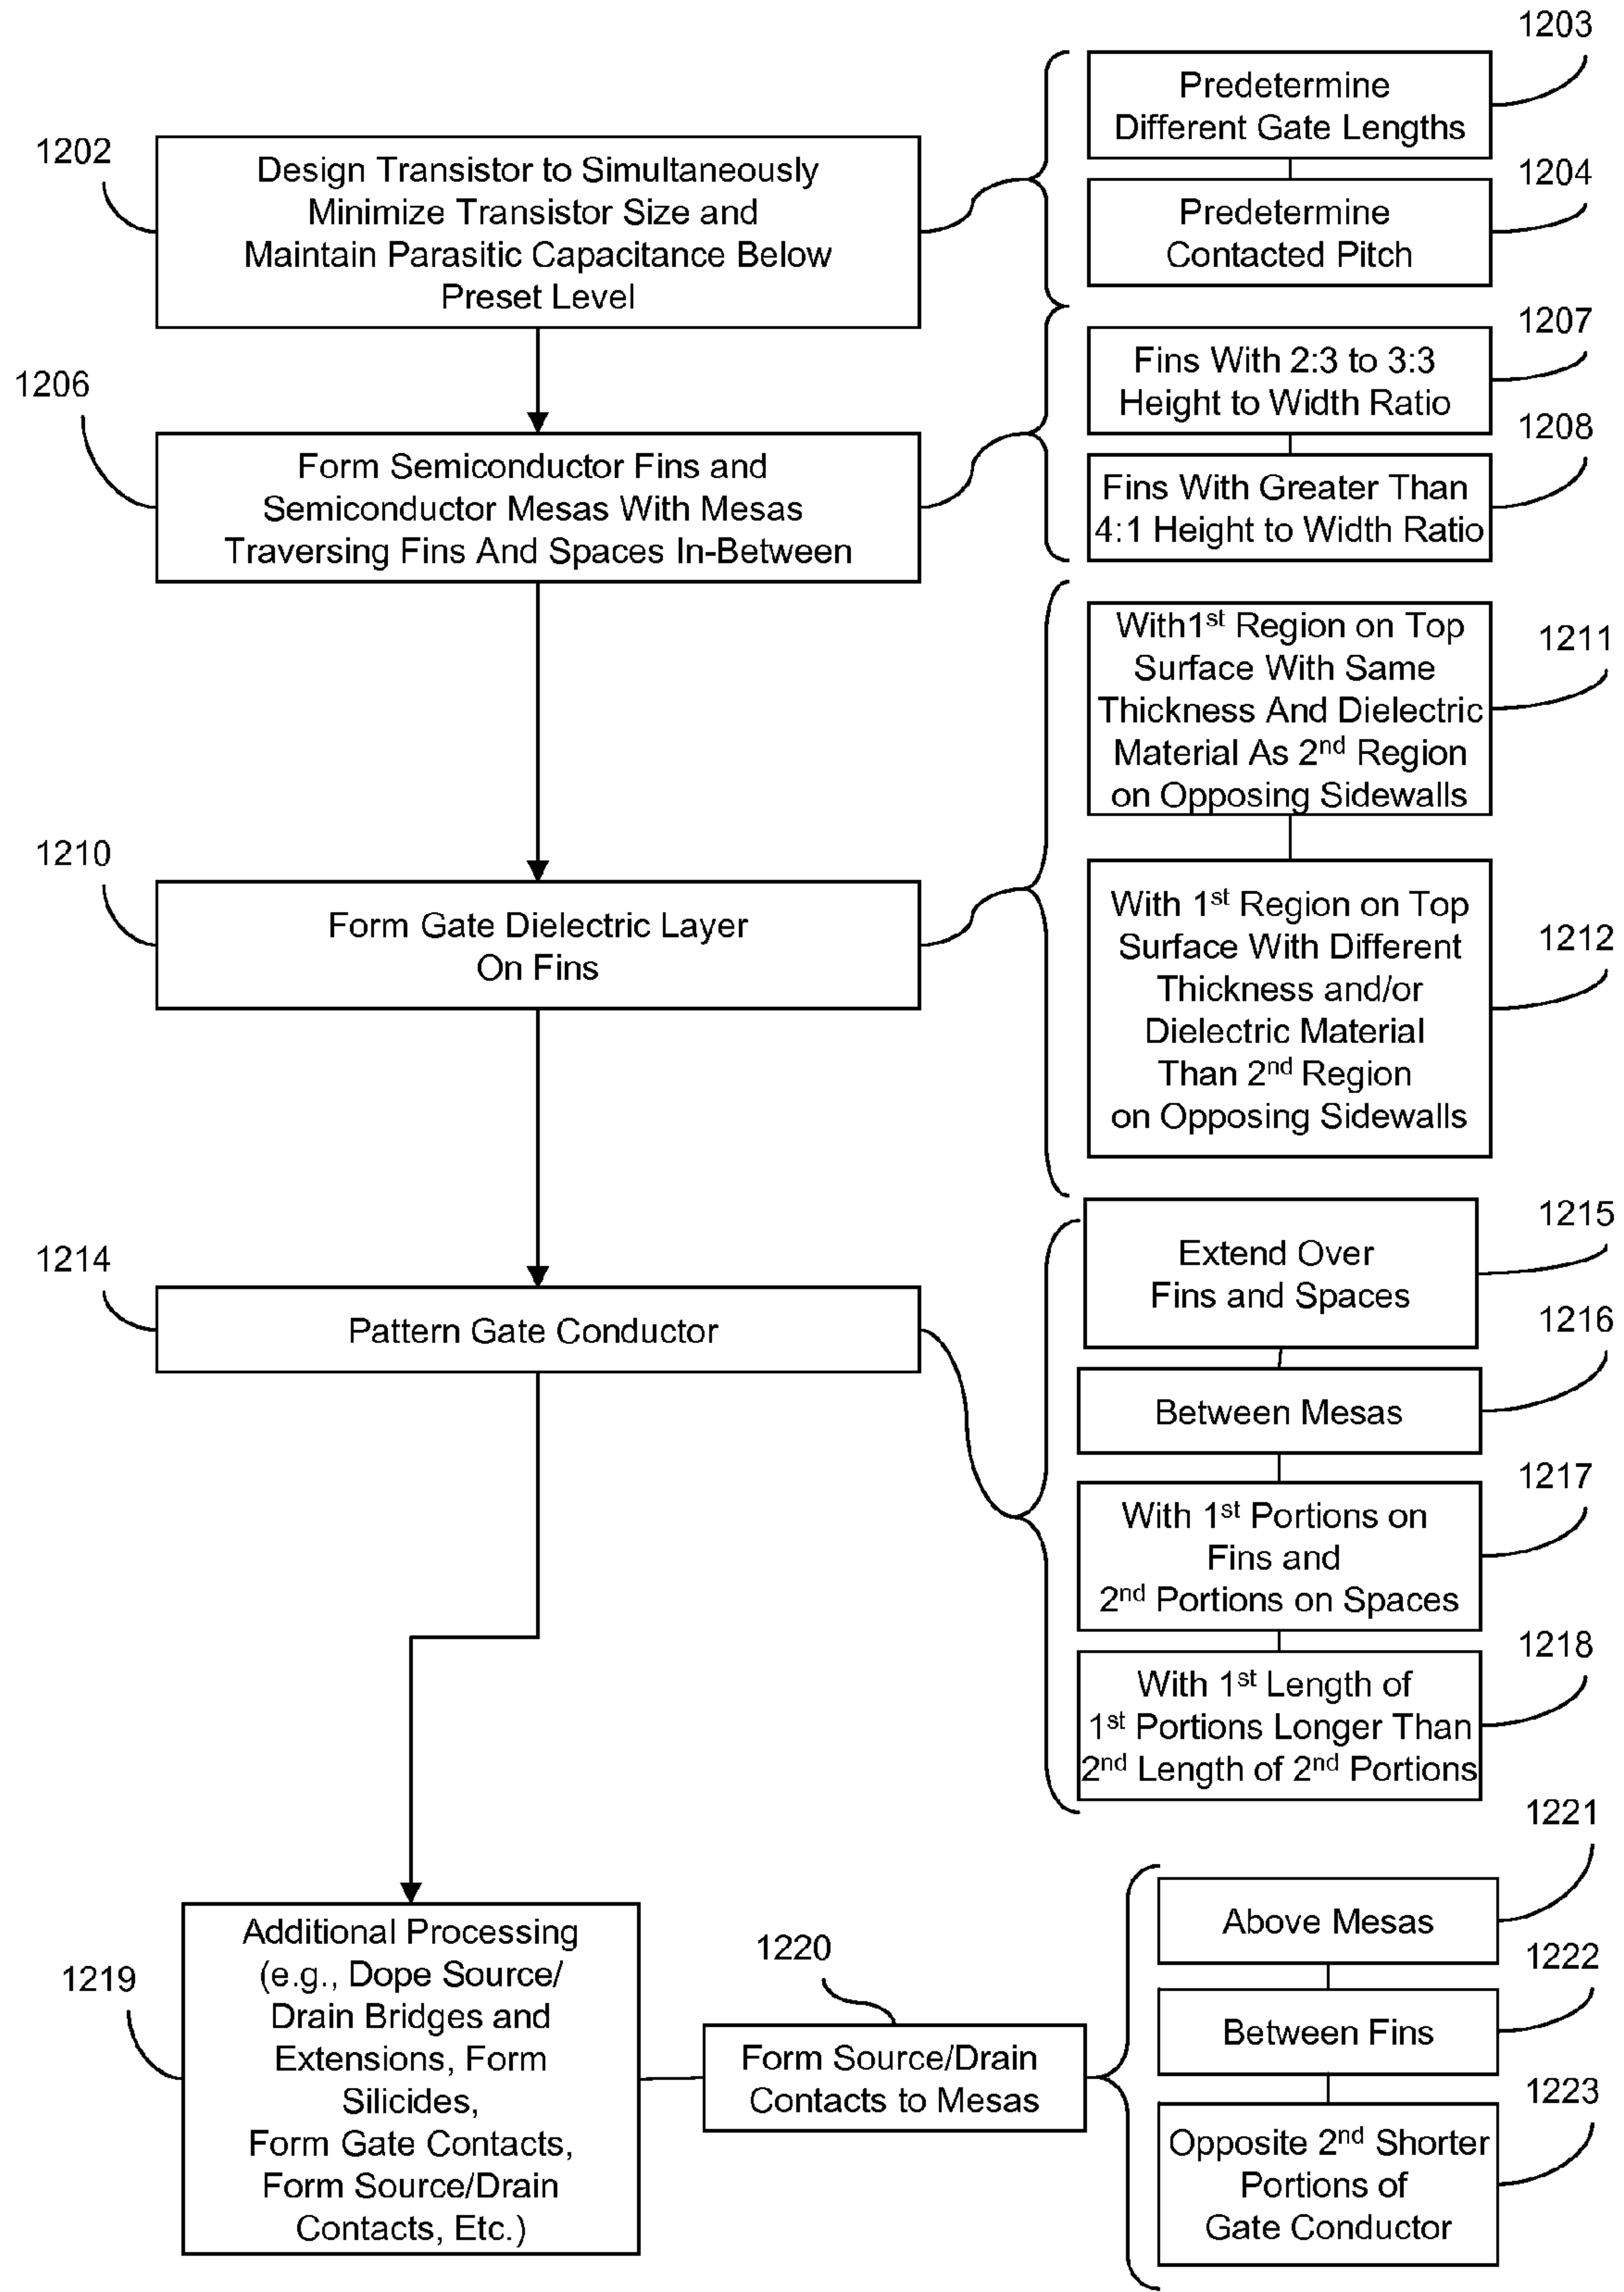 1203
Predetermine
Different Gate Lengths
1202
Design Transistor to Simultaneously
Minimize Transistor Size and
Maintain Parasitic Capacitance Below
Preset Level
1204
Predetermine
Contacted Pitch
1206
Form Semiconductor Fins and
Semiconductor Mesas With Mesas
Traversing Fins And Spaces In-Between
1207
Fins With 2:3 to 3:3
Height to Width Ratio
1208
Fins With Greater Than
4:1 Height to Width Ratio
1210
Form Gate Dielectric Layer
On Fins
1211
With1st Region on Top
Surface With Same
Thickness And Dielectric
Material As 2nd Region
on Opposing Sidewalls
1212
With 1st Region on Top
Surface With Different
Thickness and/or
Dielectric Material
Than 2nd Region
on Opposing Sidewalls
1214
Pattern Gate Conductor
1215
Extend Over
Fins and Spaces
1216
Between Mesas
1217
With 1st Portions on
Fins and
2nd Portions on Spaces
1218
With 1st Length of
1st Portions Longer Than
2nd Length of 2nd Portions
1219
Additional Processing
(e.g., Dope Source/
Drain Bridges and
Extensions, Form
Silicides,
Form Gate Contacts,
Form Source/Drain
Contacts, Etc.)
1220
Form Source/Drain
Contacts to Mesas
1221
Above Mesas
1222
Between Fins
1223
Opposite 2nd Shorter
Portions of
Gate Conductor